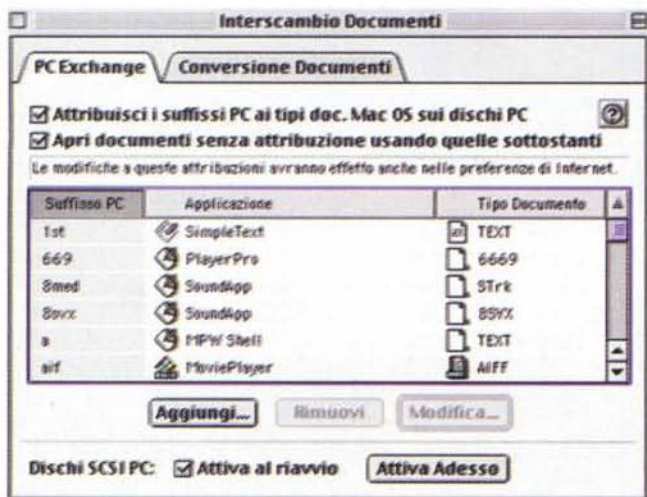 Interscambio Documenti
PC Exchange Conversione Documenti
Attribuisci i suffissi PC ai tipi doc. Mac OS sui dischi PC
Apri documenti senza attribuzione usando quelle sottostanti
Le modifiche a queste attribuzioni avranno effetto anche nelle preferenze di Internet.
Suffisso PC Applicazione Tipo Documento
1st SimpleText TEXT
669 PlayerPro 6669
8med SoundApp STrk
8svx SoundApp 8SVX
a MPW Shell TEXT
aif MoviePlayer AIFF
Aggiungi... Rimuovi Modifica...
Dischi SCSI PC: Attiva al riavvio Attiva Adesso